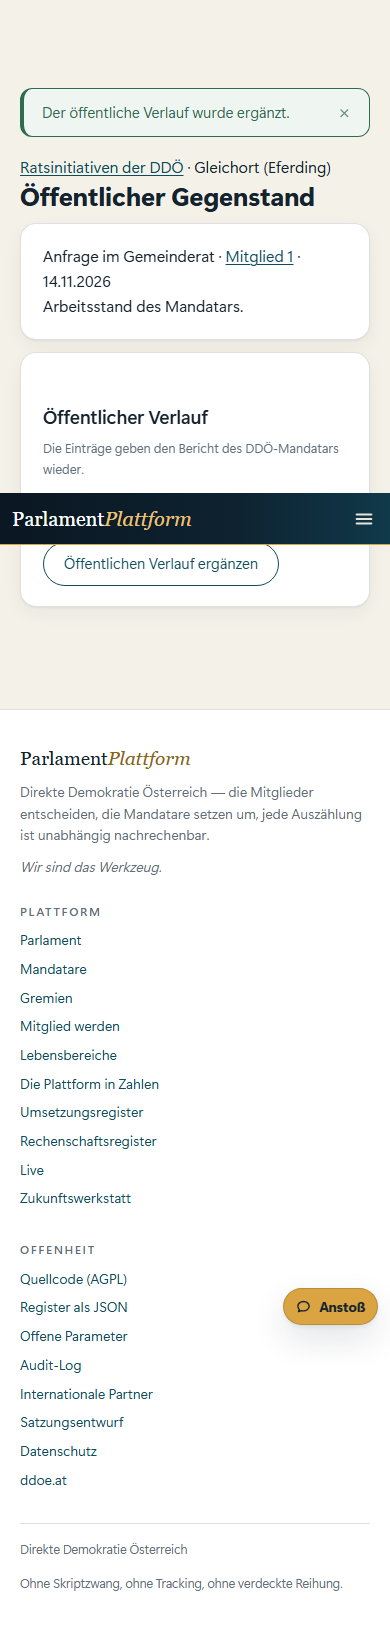 Der öffentliche Verlauf wurde ergänzt. ×
Ratsinitiativen der DDÖ · Gleichort (Eferding)
Öffentlicher Gegenstand
Anfrage im Gemeinderat · Mitglied 1 ·
14.11.2026
Arbeitsstand des Mandatars.
Öffentlicher Verlauf
Die Einträge geben den Bericht des DDÖ-Mandatars
wieder.
ParlamentPlattform
Öffentlichen Verlauf ergänzen
ParlamentPlattform
Direkte Demokratie Österreich — die Mitglieder
entscheiden, die Mandatare setzen um, jede Auszählung
ist unabhängig nachrechenbar.
Wir sind das Werkzeug.
PLATTFORM
Parlament
Mandatare
Gremien
Mitglied werden
Lebensbereiche
Die Plattform in Zahlen
Umsetzungsregister
Rechenschaftsregister
Live
Zukunftswerkstatt
OFFENHEIT
Quellcode (AGPL)
Register als JSON
Anstoß
Offene Parameter
Audit-Log
Internationale Partner
Satzungsentwurf
Datenschutz
ddoe.at
Direkte Demokratie Österreich
Ohne Skriptzwang, ohne Tracking, ohne verdeckte Reihung.